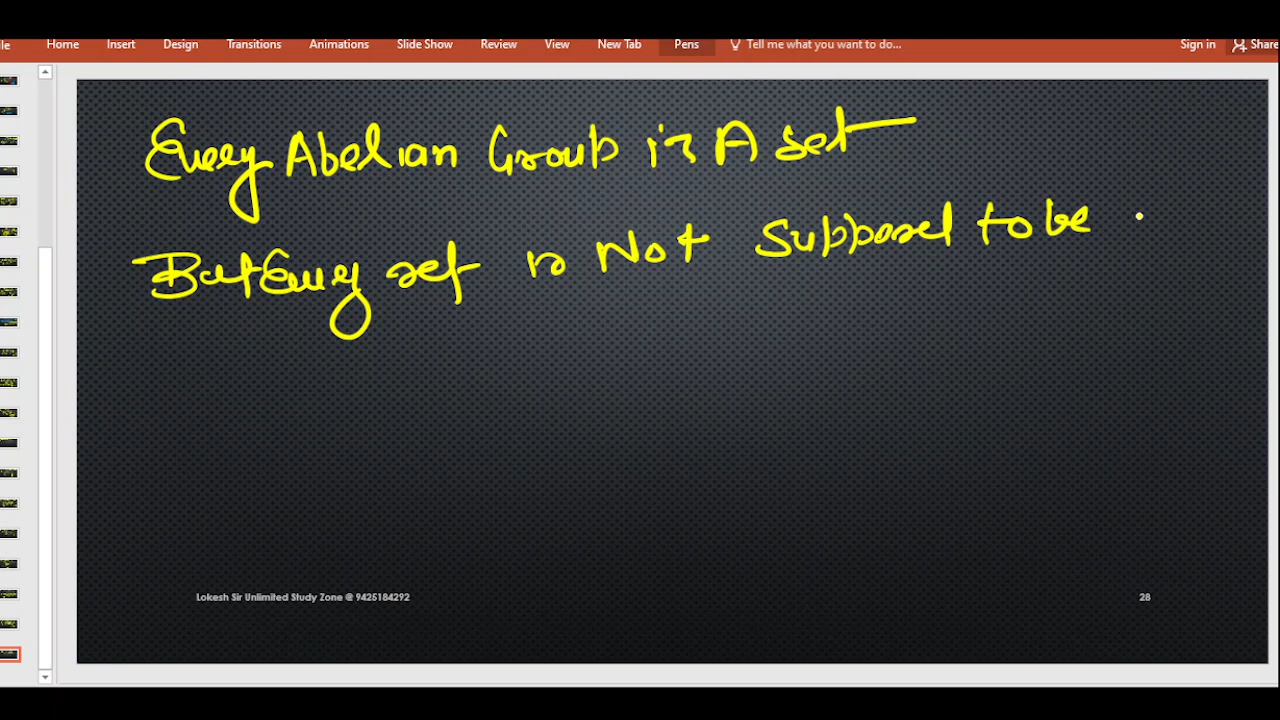 ile Home Insert Design Transitions Animations Slide Show Review View New Tab Pens Tell me what you want to do... Sign in Share
Every Abelian Group is A set
But Every set is Not Supposed to be
Lokesh Sir Unlimited Study Zone @ 9425184292 28